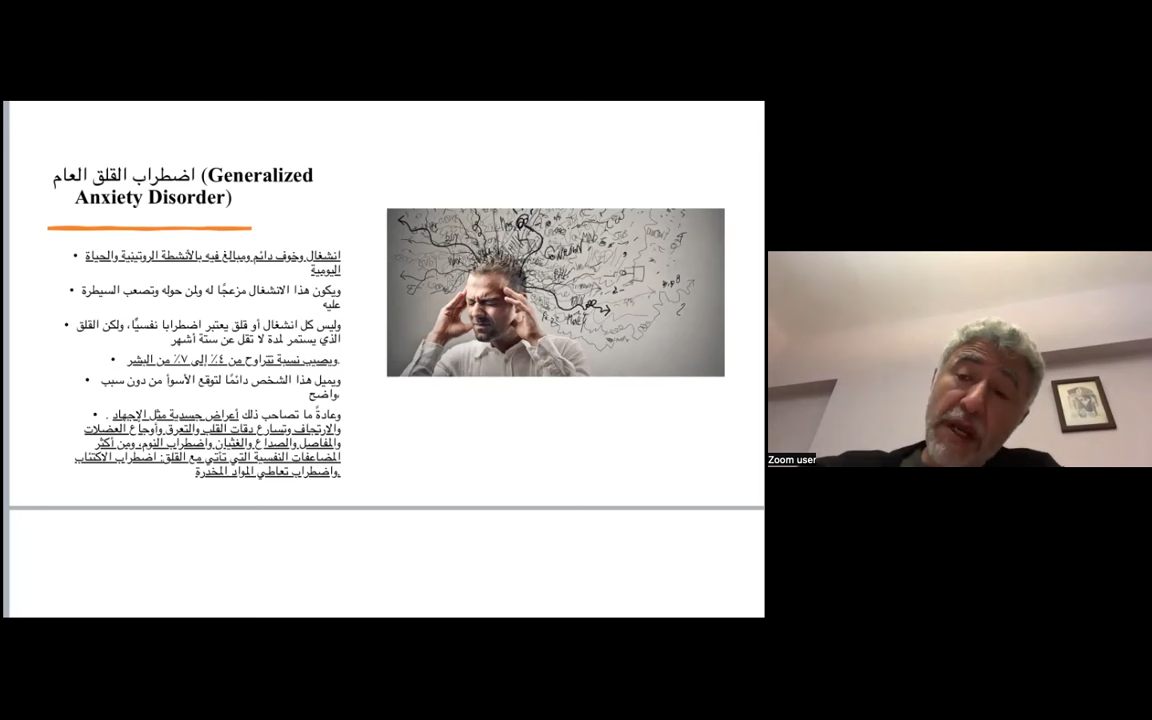 اضطراب القلق العام (Generalized
Anxiety Disorder)
• انشغال وخوف دائم ومبالغ فيه بالأنشطة الروتينية والحياة
اليومية
• ويكون هذا الانشغال مزعجًا له ولمن حوله وتصعب السيطرة
عليه
• وليس كل انشغال أو قلق يعتبر اضطرابا نفسيًا، ولكن القلق
الذي يستمر لمدة لا تقل عن ستة أشهر
• ويصيب نسبة تتراوح من ٤٪ إلى ٧٪ من البشر.
• ويميل هذا الشخص دائمًا لتوقع الأسوأ من دون سبب
واضح.
• . وعادةً ما تصاحب ذلك أعراض جسدية مثل الإجهاد
والارتجاف وتسارع دقات القلب والتعرق وأوجاع العضلات
والمفاصل والصداع والغثيان واضطراب النوم، ومن أكثر
المضاعفات النفسية التي تأتي مع القلق: اضطراب الاكتئاب
واضطراب تعاطي المواد المخدرة.
Zoom user